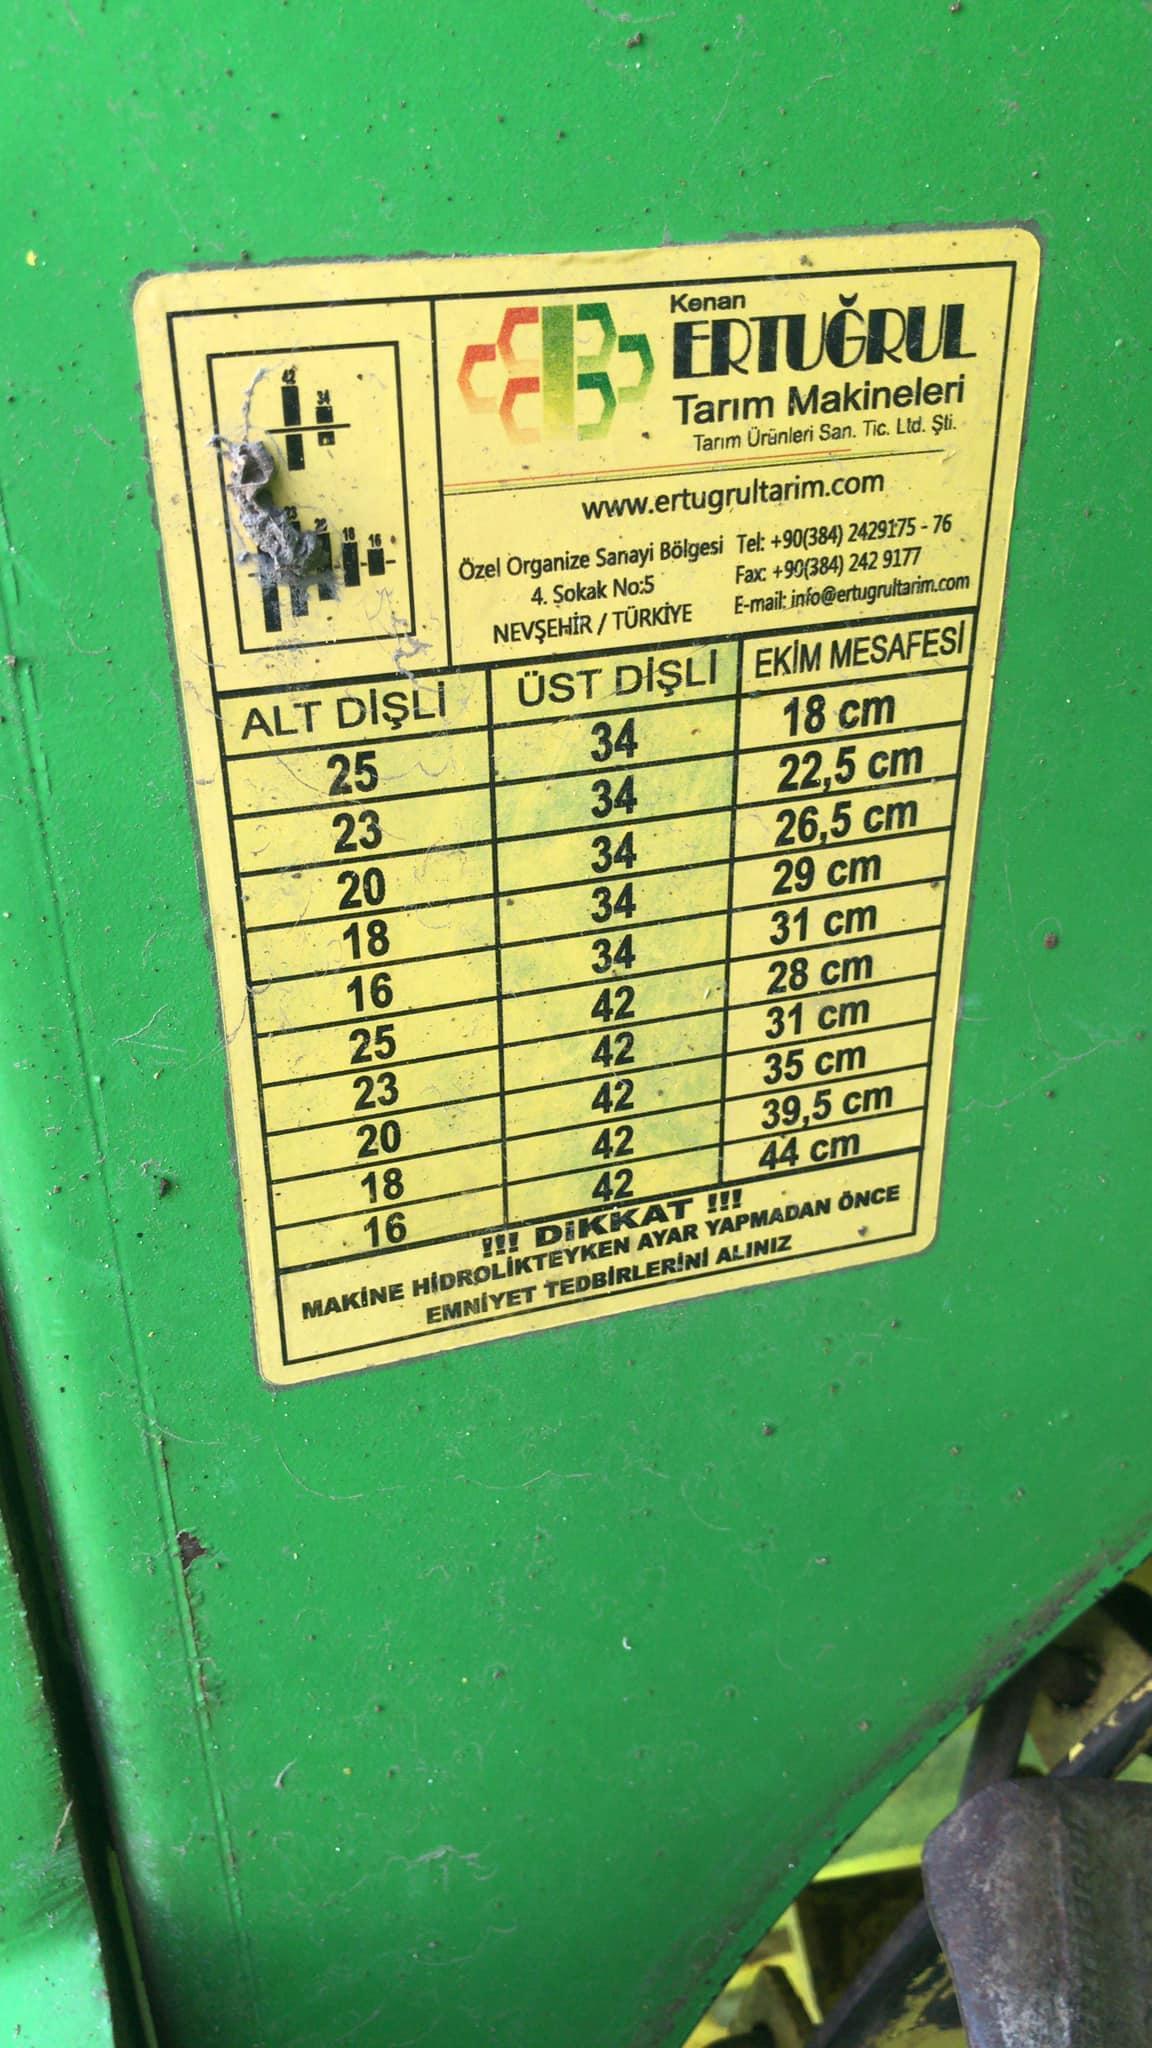 42
34
23
20
18
16
Kenan
ERTUĞRUL
Tarım Makineleri
Tarım Ürünleri San. Tic. Ltd. Şti.
www.ertugrultarim.com
Özel Organize Sanayi Bölgesi
4. Sokak No:5
NEVŞEHİR / TÜRKİYE
Tel: +90(384) 2429175 - 76
Fax: +90(384) 242 9177
E-mail: info@ertugrultarim.com
ALT DİŞLİ ÜST DİŞLİ EKİM MESAFESİ
25 34 18 cm
23 34 22,5 cm
20 34 26,5 cm
18 34 29 cm
16 34 31 cm
25 42 28 cm
23 42 31 cm
20 42 35 cm
18 42 39,5 cm
16 42 44 cm
!!! DİKKAT !!!
MAKİNE HİDROLİKTEYKEN AYAR YAPMADAN ÖNCE
EMNİYET TEDBİRLERİNİ ALINIZ